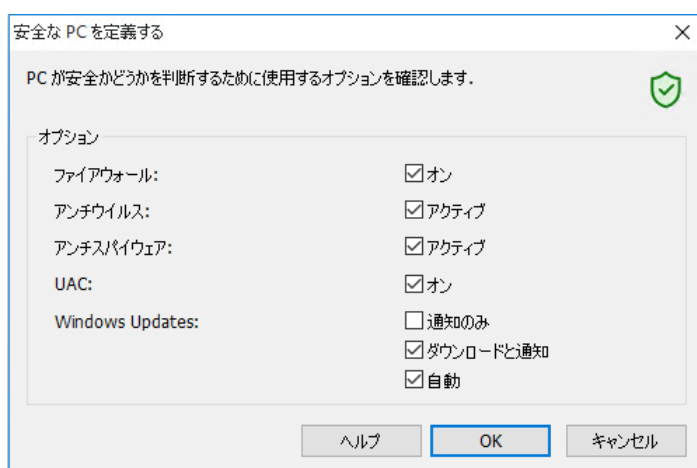 安全な PC を定義する
PC が安全かどうかを判断するために使用するオプションを確認します.
オプション
ファイアウォール: オン
アンチウイルス: アクティブ
アンチスパイウェア: アクティブ
UAC: オン
Windows Updates: 通知のみ
ダウンロードと通知
自動
ヘルプ OK キャンセル